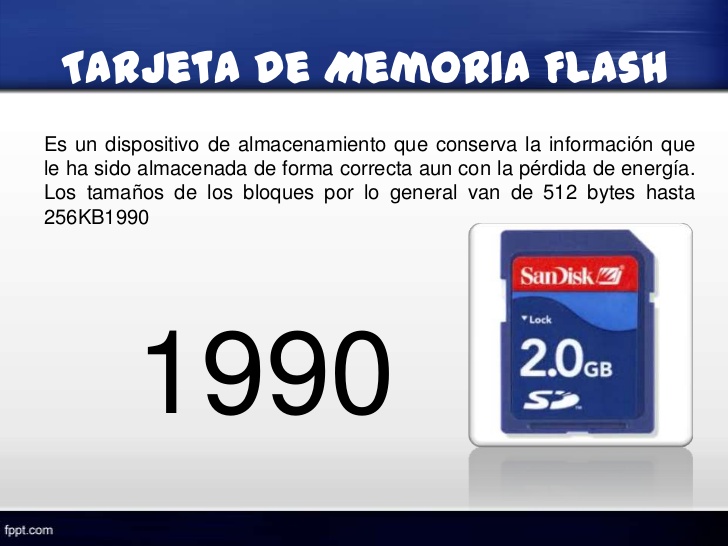 TARJETA DE MEMORIA FLASH
Es un dispositivo de almacenamiento que conserva la información que
le ha sido almacenada de forma correcta aun con la pérdida de energía.
Los tamaños de los bloques por lo general van de 512 bytes hasta
256KB1990
SanDisk
Lock
2.0GB
SD
1990
fppt.com